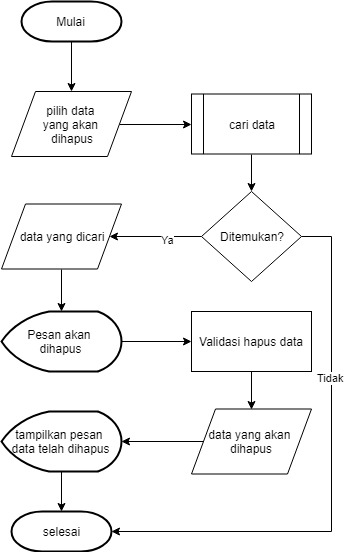 Mulai
pilih data
yang akan
dihapus
cari data
Ditemukan?
Ya
data yang dicari
Tidak
Pesan akan
dihapus
Validasi hapus data
data yang akan
dihapus
tampilkan pesan
data telah dihapus
selesai